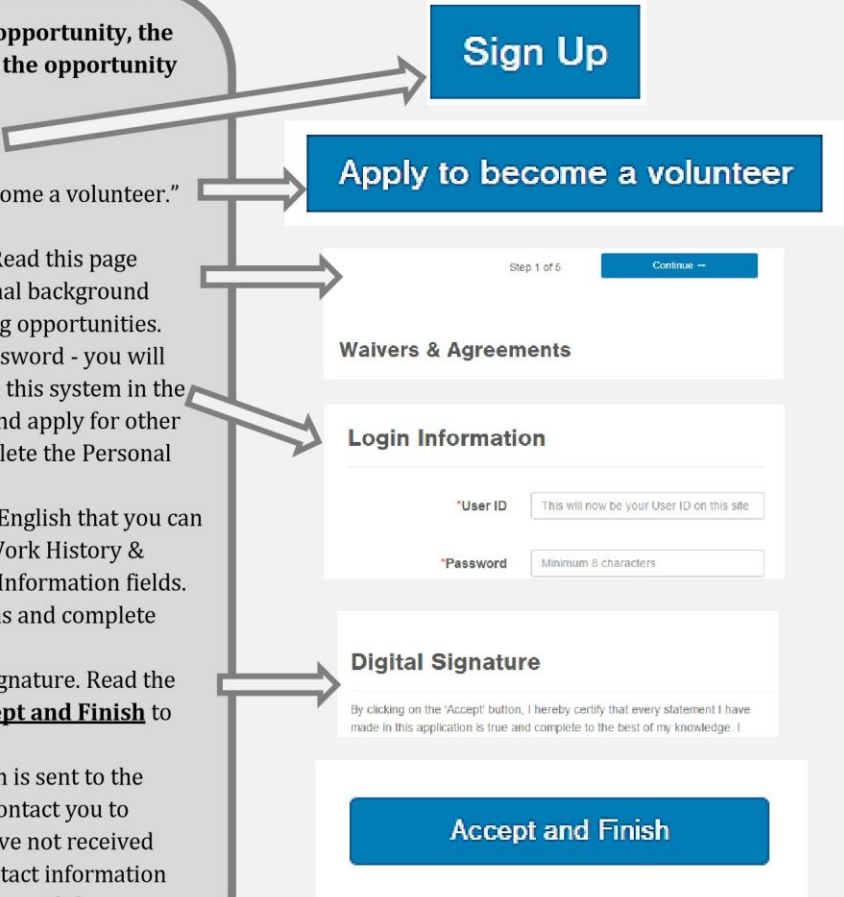 opportunity, the
the opportunity
ome a volunteer."
Read this page
nal background
g opportunities.
ssword - you will
this system in the
nd apply for other
lete the Personal
English that you can
Work History &
Information fields.
ns and complete
gnature. Read the
ept and Finish to
n is sent to the
ontact you to
ve not received
tact information
Sign Up
Apply to become a volunteer
Step 1 of 5 Continue →
Waivers & Agreements
Login Information
*User ID This will now be your User ID on this site
*Password Minimum 8 characters
Digital Signature
By clicking on the 'Accept' button, I hereby certify that every statement I have
made in this application is true and complete to the best of my knowledge. I
Accept and Finish